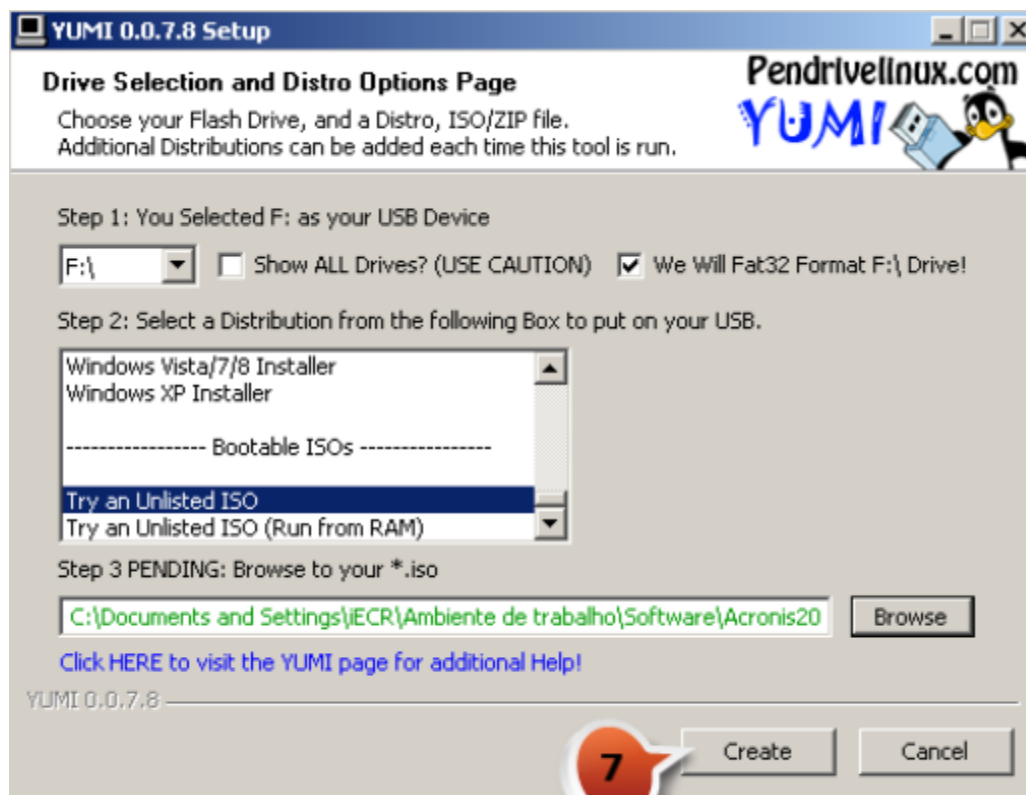 YUMI 0.0.7.8 Setup
Drive Selection and Distro Options Page
Choose your Flash Drive, and a Distro, ISO/ZIP file.
Additional Distributions can be added each time this tool is run.
Pendrivelinux.com
YUMI
Step 1: You Selected F: as your USB Device
F:\ Show ALL Drives? (USE CAUTION) We Will Fat32 Format F:\ Drive!
Step 2: Select a Distribution from the following Box to put on your USB.
Windows Vista/7/8 Installer
Windows XP Installer
----------------- Bootable ISOs ----------------
Try an Unlisted ISO
Try an Unlisted ISO (Run from RAM)
Step 3 PENDING: Browse to your *.iso
C:\Documents and Settings\iECR\Ambiente de trabalho\Software\Acronis20 Browse
Click HERE to visit the YUMI page for additional Help!
YUMI 0.0.7.8
7 Create Cancel